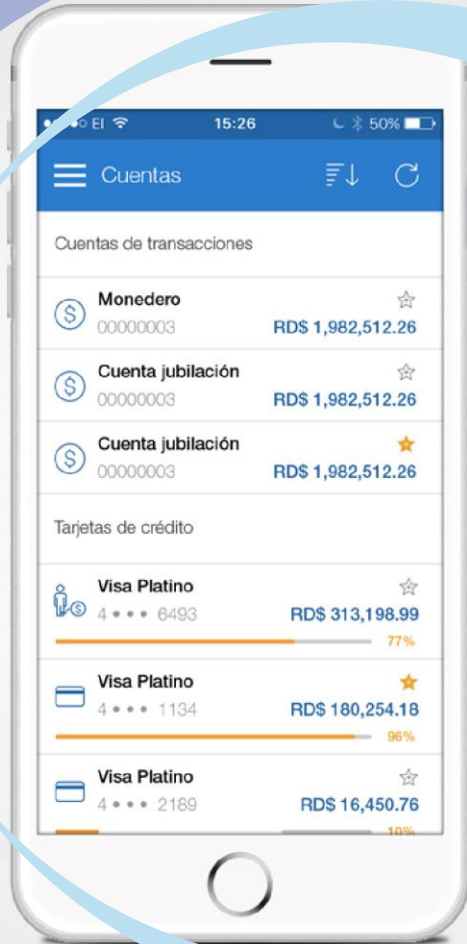 EI 15:26 50%
Cuentas
Cuentas de transacciones
Monedero
00000003 RD$ 1,982,512.26
Cuenta jubilación
00000003 RD$ 1,982,512.26
Cuenta jubilación
00000003 RD$ 1,982,512.26
Tarjetas de crédito
Visa Platino
4 • • • 6493 RD$ 313,198.99
77%
Visa Platino
4 • • • 1134 RD$ 180,254.18
96%
Visa Platino
4 • • • 2189 RD$ 16,450.76
10%